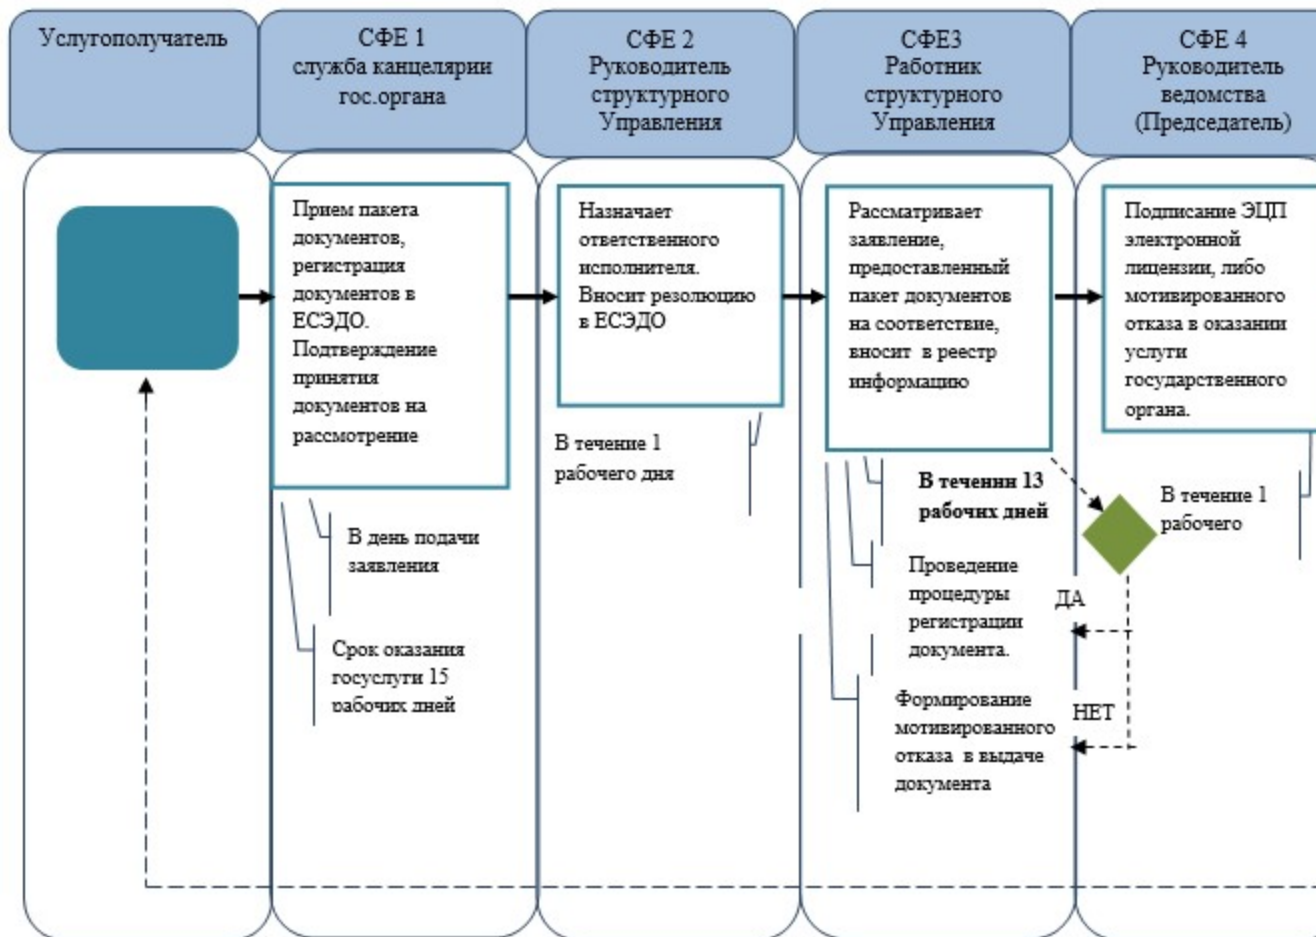 Услугополучатель
СФЕ 1
служба канцелярии
гос.органа
СФЕ 2
Руководитель
структурного
Управления
СФЕ3
Работник
структурного
Управления
СФЕ 4
Руководитель
ведомства
(Председатель)
Прием пакета
документов,
регистрация
документов в
ЕСЭДО.
Подтверждение
принятия
документов на
рассмотрение
Назначает
ответственного
исполнителя.
Вносит резолюцию
в ЕСЭДО
Рассматривает
заявление,
предоставленный
пакет документов
на соответствие,
вносит в реестр
информацию
Подписание ЭЦП
электронной
лицензии, либо
мотивированного
отказа в оказании
услуги
государственного
органа.
В день подачи
заявления
Срок оказания
госуслуги 15
рабочих дней
В течение 1
рабочего дня
В течении 13
рабочих дней
Проведение
процедуры
регистрации
документа.
Формирование
мотивированного
отказа в выдаче
документа
ДА
НЕТ
В течение 1
рабочего